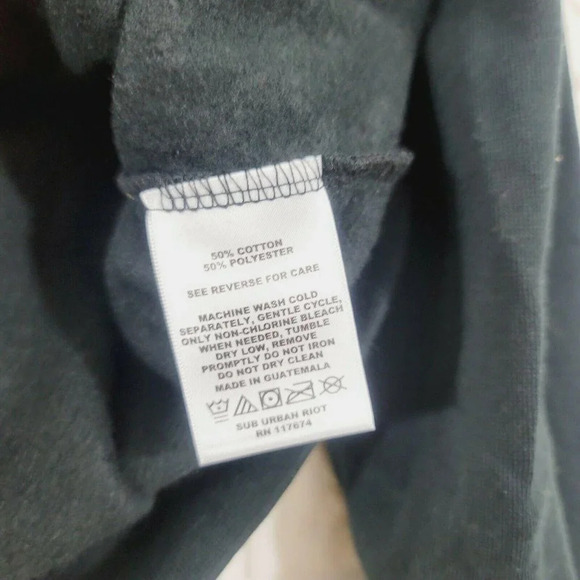 50% COTTON
50% POLYESTER
SEE REVERSE FOR CARE
MACHINE WASH COLD
SEPARATELY, GENTLE CYCLE,
ONLY NON-CHLORINE BLEACH
WHEN NEEDED, TUMBLE
DRY LOW, REMOVE
PROMPTLY DO NOT IRON
DO NOT DRY CLEAN
MADE IN GUATEMALA
SUB URBAN RIOT
RN 117674